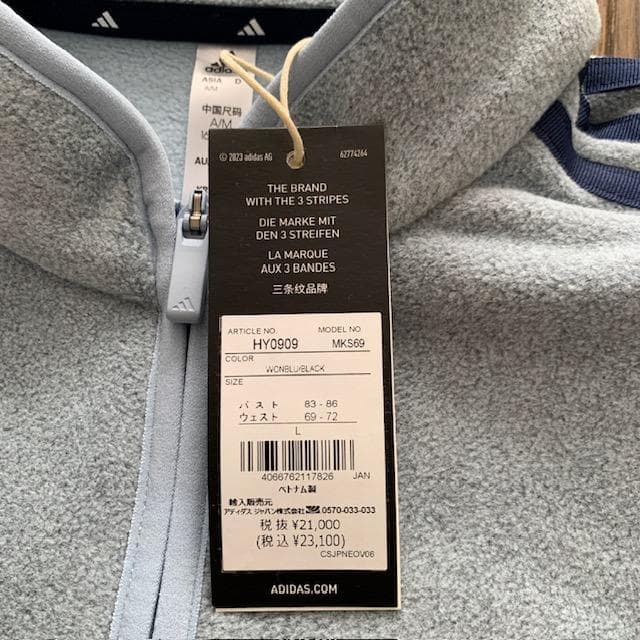 adidas
ASIA D
A/M
中国尺码
A/M
© 2023 adidas AG 62774264
THE BRAND
WITH THE 3 STRIPES
DIE MARKE MIT
DEN 3 STREIFEN
LA MARQUE
AUX 3 BANDES
三条纹品牌
ARTICLE NO. MODEL NO.
HY0909 MKS69
COLOR
WONBLU/BLACK
SIZE
バスト 83 - 86
ウェスト 69 - 72
L
4066762117826 JAN
ベトナム製
輸入販売元
アディダス ジャパン株式会社 0570-033-033
税抜 ¥21,000
(税込 ¥23,100)
CSJPNEOV06
ADIDAS.COM